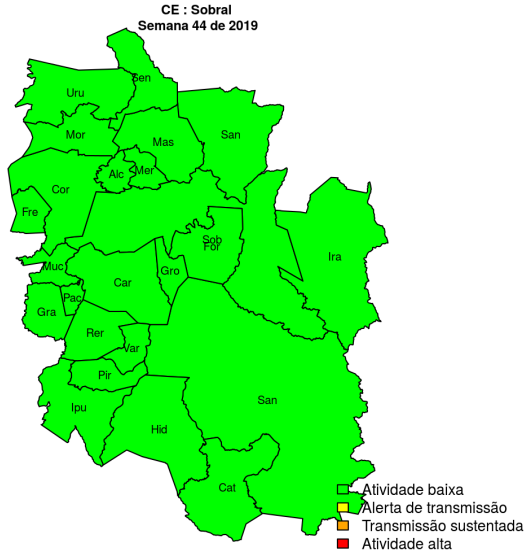 CE : Sobral
Semana 44 de 2019
Sen
Uru
Mor
Mas
San
Alc
Mer
Cor
Fre
Sob
For
Ira
Muc
Gro
Car
Pac
Gra
Rer
Var
Pir
San
Ipu
Hid
Cat
Atividade baixa
Alerta de transmissão
Transmissão sustentada
Atividade alta